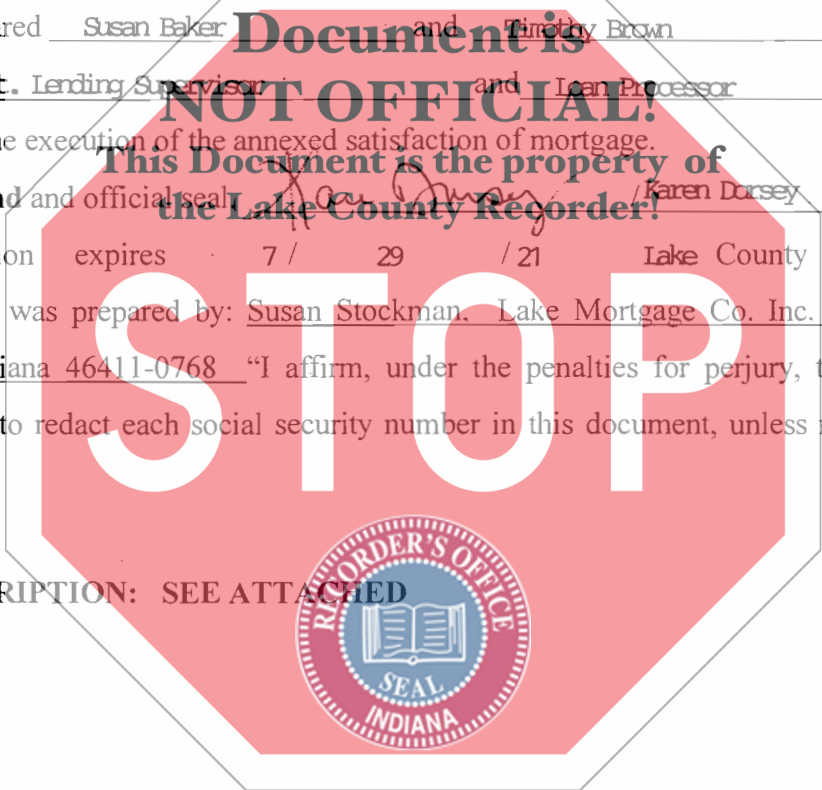 red Susan Baker and Timothy Brown
Document is
t. Lending Supervisor and Loan Processor
NOT OFFICIAL!
e execution of the annexed satisfaction of mortgage.
This Document is the property of
d and official seal / Karen Dorsey
the Lake County Recorder!
on expires 7 / 29 / 21 Lake County
was prepared by: Susan Stockman, Lake Mortgage Co. Inc.
STOP
iana 46411-0768 “I affirm, under the penalties for perjury, t
to redact each social security number in this document, unless r
RIPTION: SEE ATTACHED
RECORDER'S OFFICE
SEAL
INDIANA